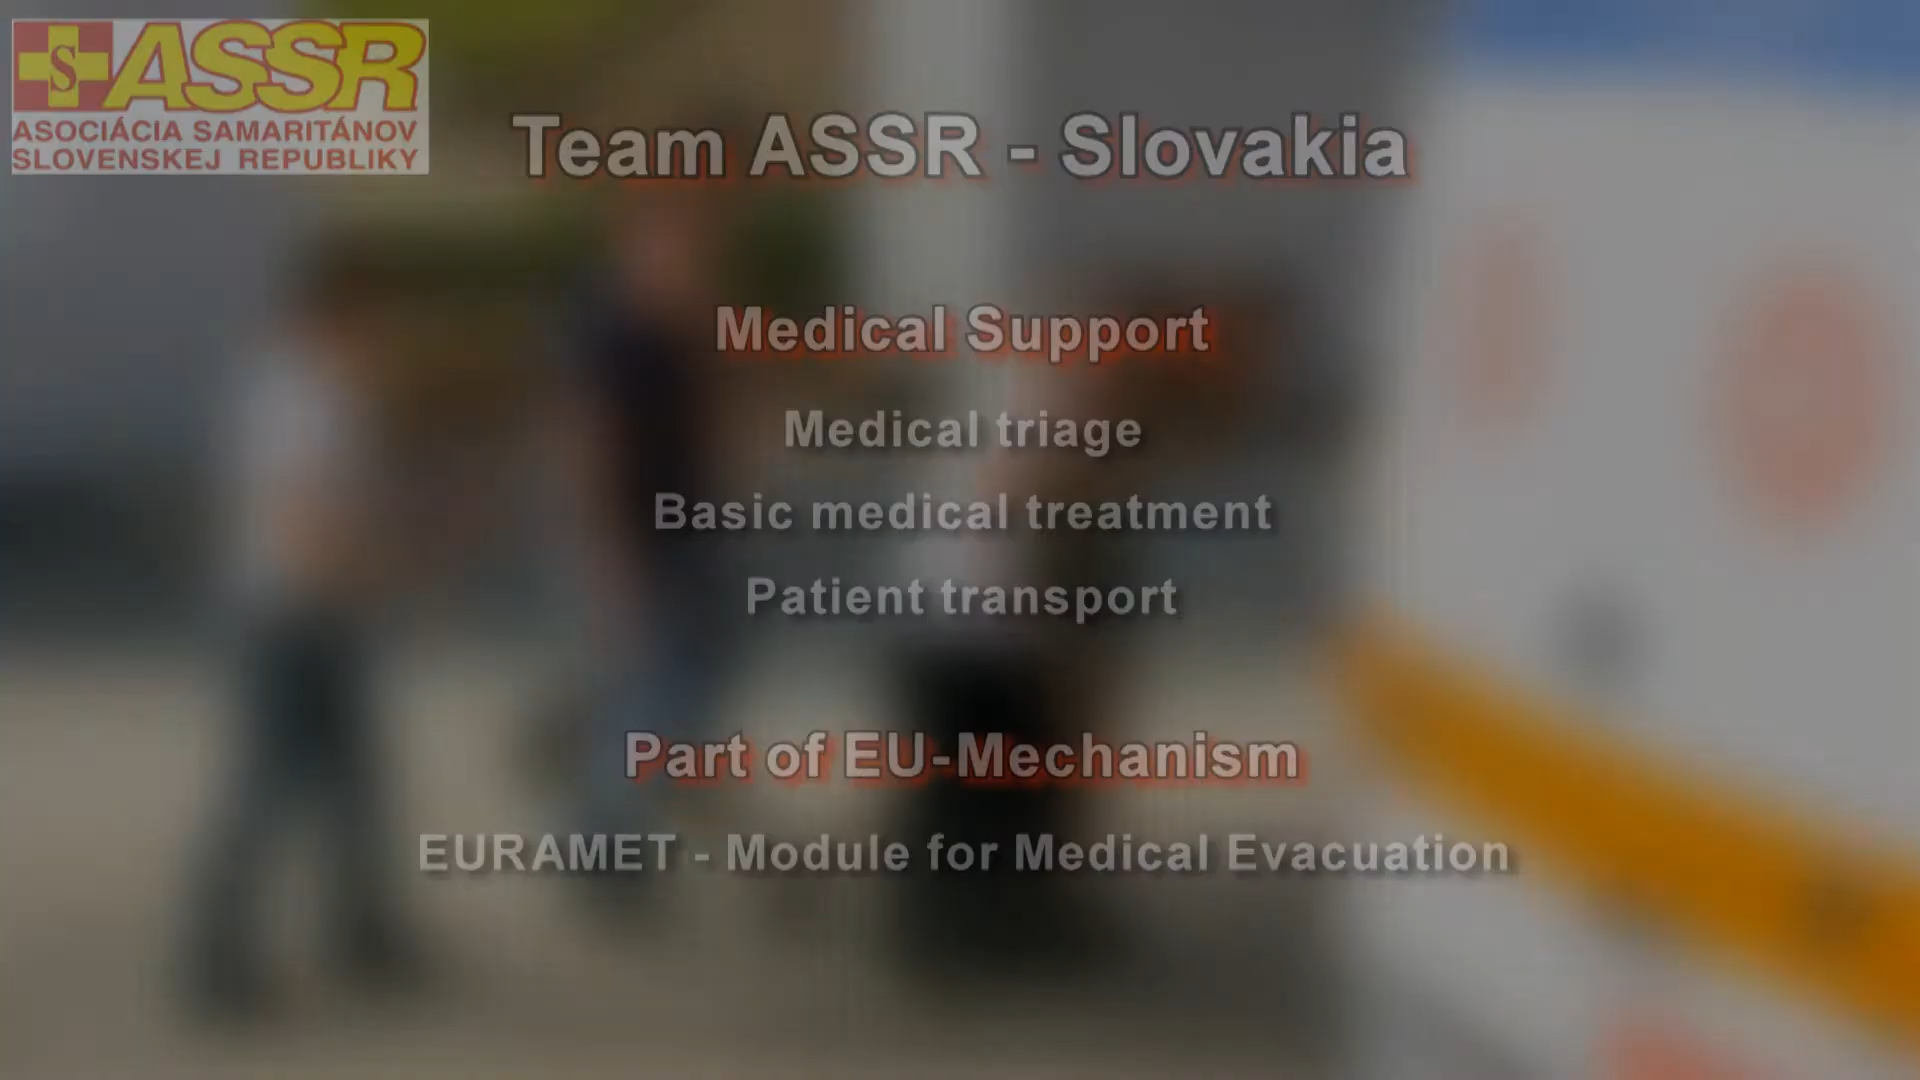 S ASSR
ASOCIÁCIA SAMARITÁNOV
SLOVENSKEJ REPUBLIKY
Team ASSR - Slovakia
Medical Support
Medical triage
Basic medical treatment
Patient transport
Part of EU-Mechanism
EURAMET - Module for Medical Evacuation